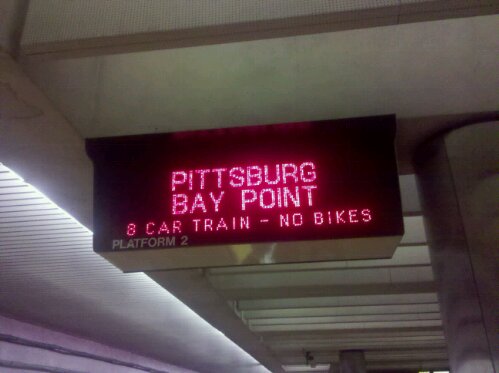 PITTSBURG
BAY POINT
8 CAR TRAIN - NO BIKES
PLATFORM 2